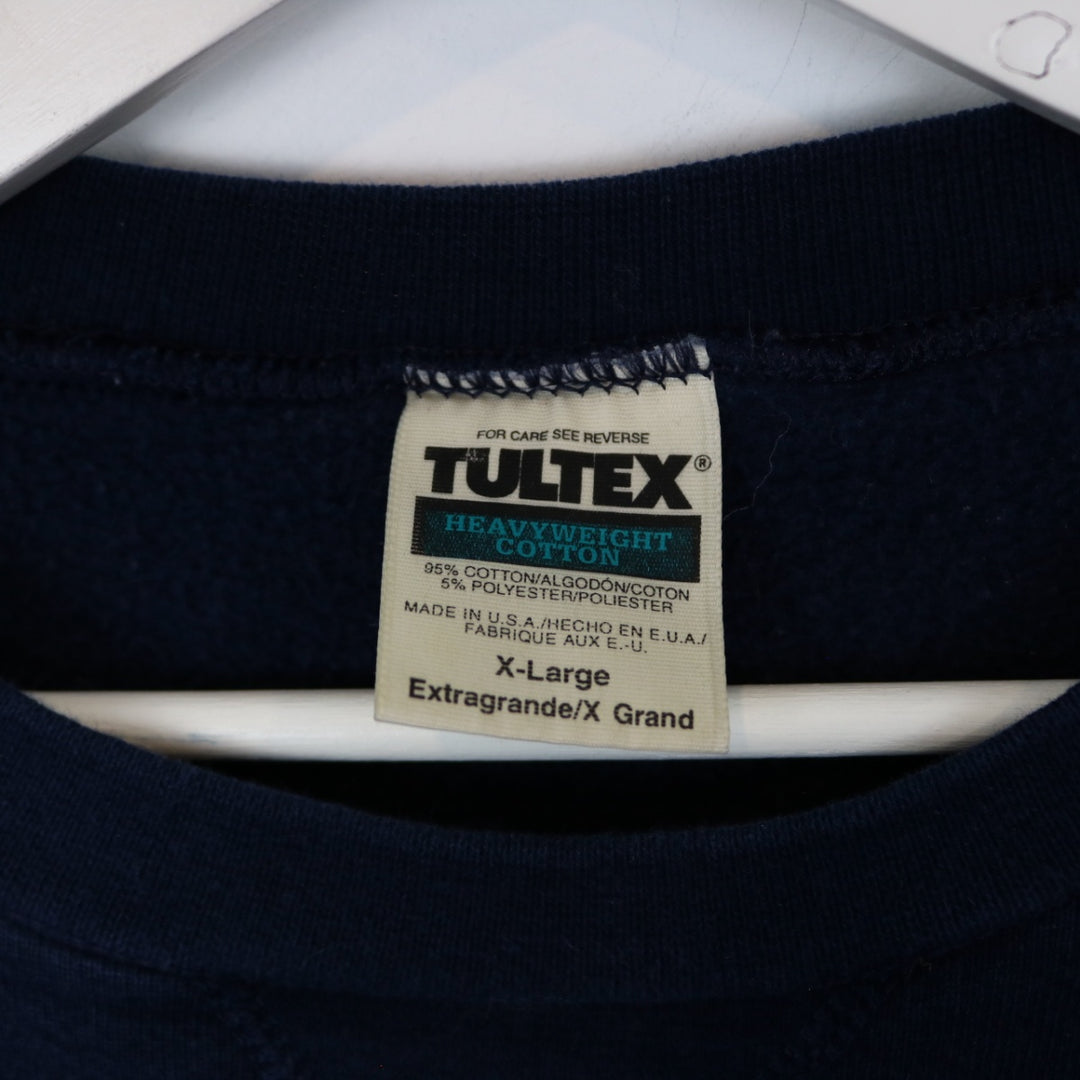 FOR CARE SEE REVERSE
TULTEX®
HEAVYWEIGHT
COTTON
95% COTTON/ALGODÓN/COTON
5% POLYESTER/POLIESTER
MADE IN U.S.A./HECHO EN E.U.A./
FABRIQUE AUX E.-U.
X-Large
Extragrande/X Grand